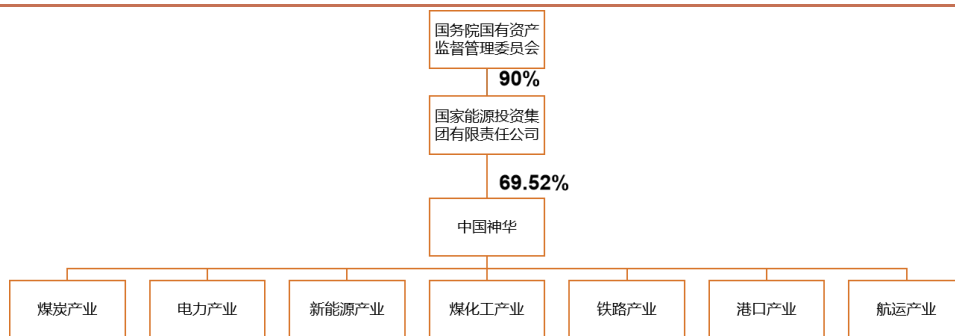 国务院国有资产
监督管理委员会
90%
国家能源投资集
团有限责任公司
69.52%
中国神华
煤炭产业
电力产业
新能源产业
煤化工产业
铁路产业
港口产业
航运产业